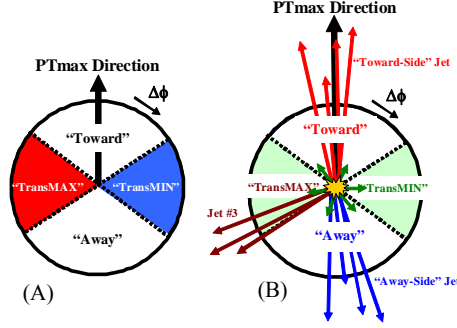 PTmax Direction
Δϕ
“Toward”
“TransMAX”
“TransMIN”
“Away”
(A)
PTmax Direction
“Toward-Side” Jet
Δϕ
“Toward”
“TransMAX”
“TransMIN”
Jet #3
“Away”
“Away-Side” Jet
(B)